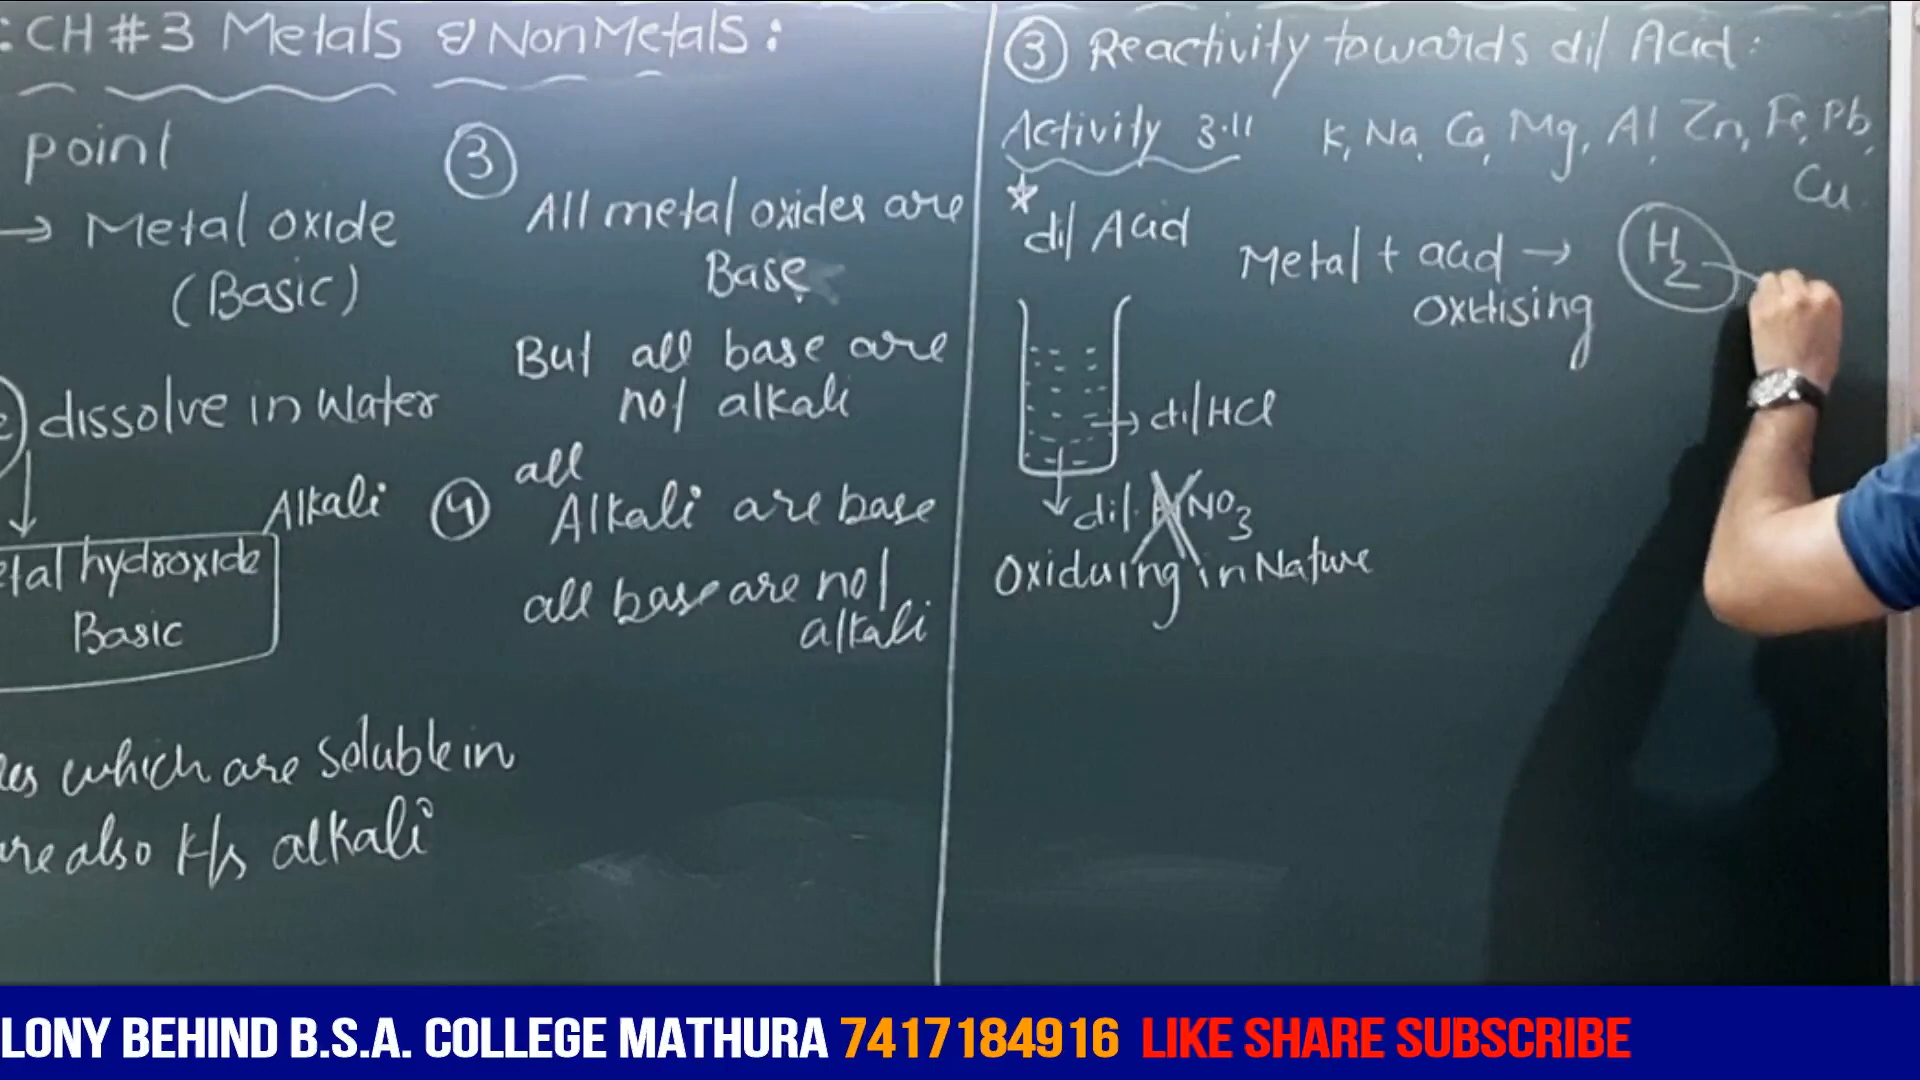 : CH # 3 Metals & NonMetals :
point
→ Metal oxide
(Basic)
dissolve in Water
Alkali
etal hydroxide
Basic
les which are soluble in
are also K/s alkali
③
All metal oxides are
Base
But all base are
not alkali
④ all
Alkali are base
all base are not
alkali
③ Reactivity towards dil Acid :
Activity 3.11 K, Na, Ca, Mg, Al, Zn, Fe, Pb,
Cu.
dil Acid
Metal + acid → H2
Oxidising
→ dil HCl
dil. HNO3
in Nature
LONY BEHIND B.S.A. COLLEGE MATHURA 7417184916 LIKE SHARE SUBSCRIBE